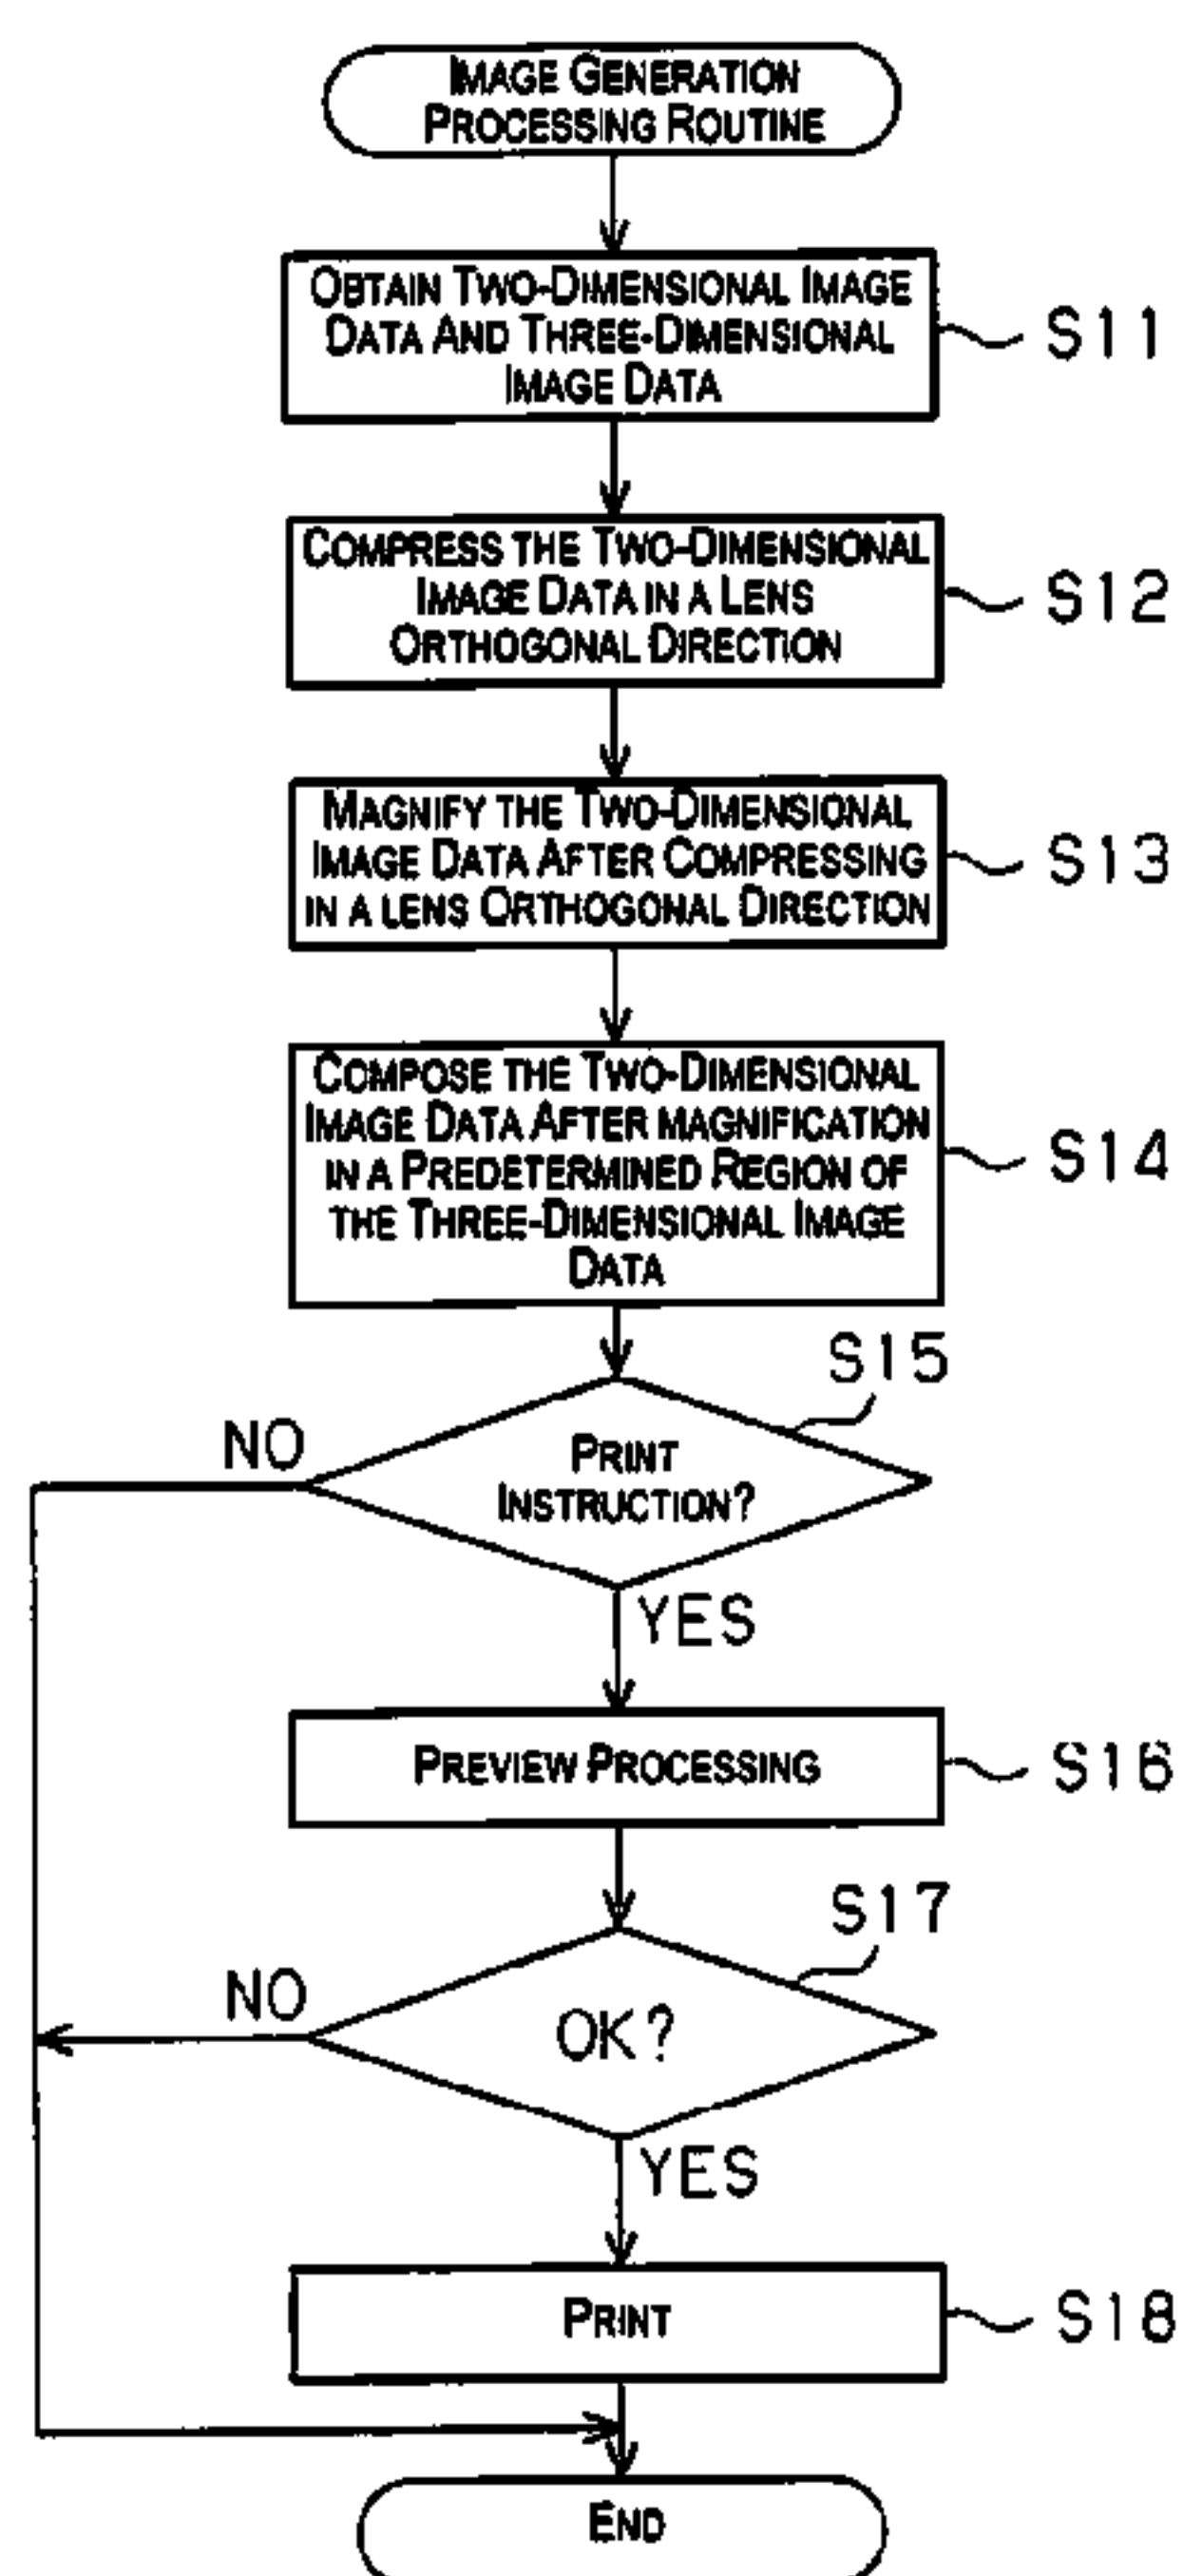 IMAGE GENERATION
PROCESSING ROUTINE
OBTAIN TWO-DIMENSIONAL IMAGE
DATA AND THREE-DIMENSIONAL
IMAGE DATA
S11
COMPRESS THE TWO-DIMENSIONAL
IMAGE DATA IN A LENS
ORTHOGONAL DIRECTION
S12
MAGNIFY THE TWO-DIMENSIONAL
IMAGE DATA AFTER COMPRESSING
IN A LENS ORTHOGONAL DIRECTION
S13
COMPOSE THE TWO-DIMENSIONAL
IMAGE DATA AFTER MAGNIFICATION
IN A PREDETERMINED REGION OF
THE THREE-DIMENSIONAL IMAGE
DATA
S14
S15
NO
PRINT
INSTRUCTION?
YES
PREVIEW PROCESSING
S16
S17
NO
OK?
YES
PRINT
S18
END